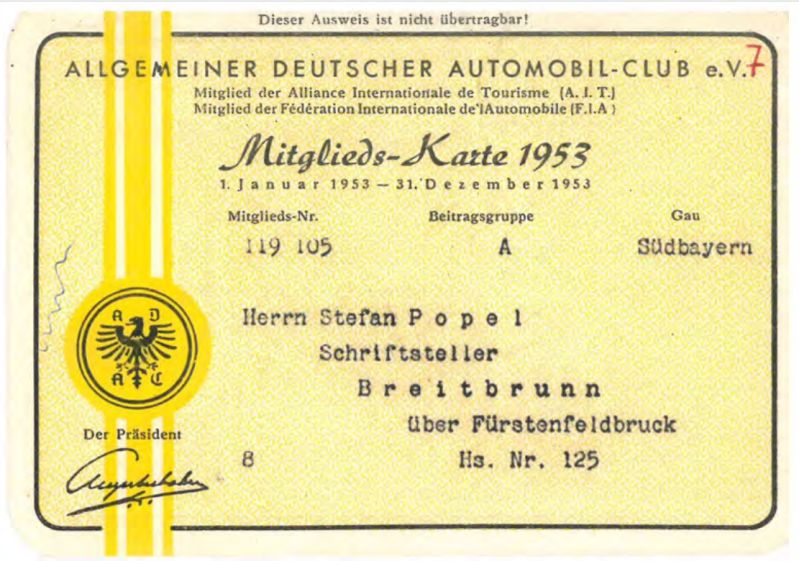 Dieser Ausweis ist nicht übertragbar!
ALLGEMEINER DEUTSCHER AUTOMOBIL-CLUB e.V. 7
Mitglied der Alliance Internationale de Tourisme (A. I. T.)
Mitglied der Fédération Internationale de l'Automobile (F.I.A)
Mitglieds-Karte 1953
1. Januar 1953 — 31. Dezember 1953
Mitglieds-Nr. Beitragsgruppe Gau
119 105 A Südbayern
Herrn Stefan Popel
Schriftsteller
Breitbrunn
über Fürstenfeldbruck
8 Hs. Nr. 125
A D
A C
Der Präsident